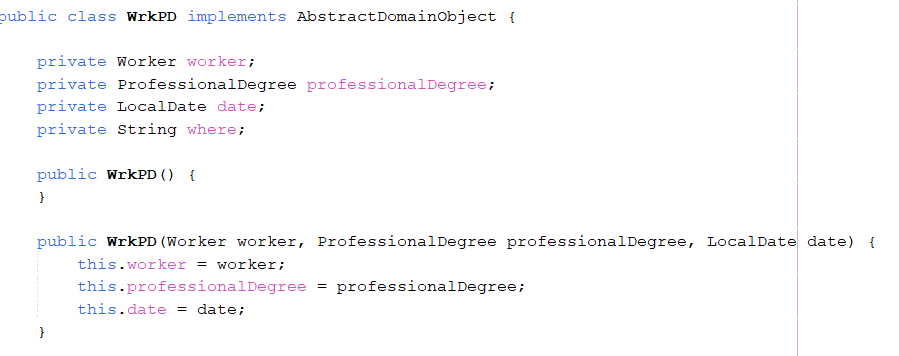 public class WrkPD implements AbstractDomainObject {
private Worker worker;
private ProfessionalDegree professionalDegree;
private LocalDate date;
private String where;
public WrkPD() {
}
public WrkPD(Worker worker, ProfessionalDegree professionalDegree, LocalDate date) {
this.worker = worker;
this.professionalDegree = professionalDegree;
this.date = date;
}